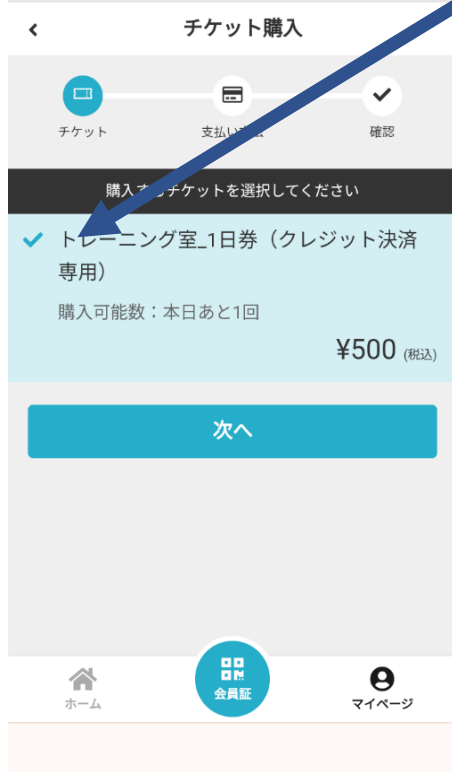 チケット購入
チケット
支払い
確認
購入するチケットを選択してください
トレーニング室_1日券（クレジット決済
専用）
購入可能数：本日あと1回
¥500 (税込)
次へ
会員証
ホーム
マイページ